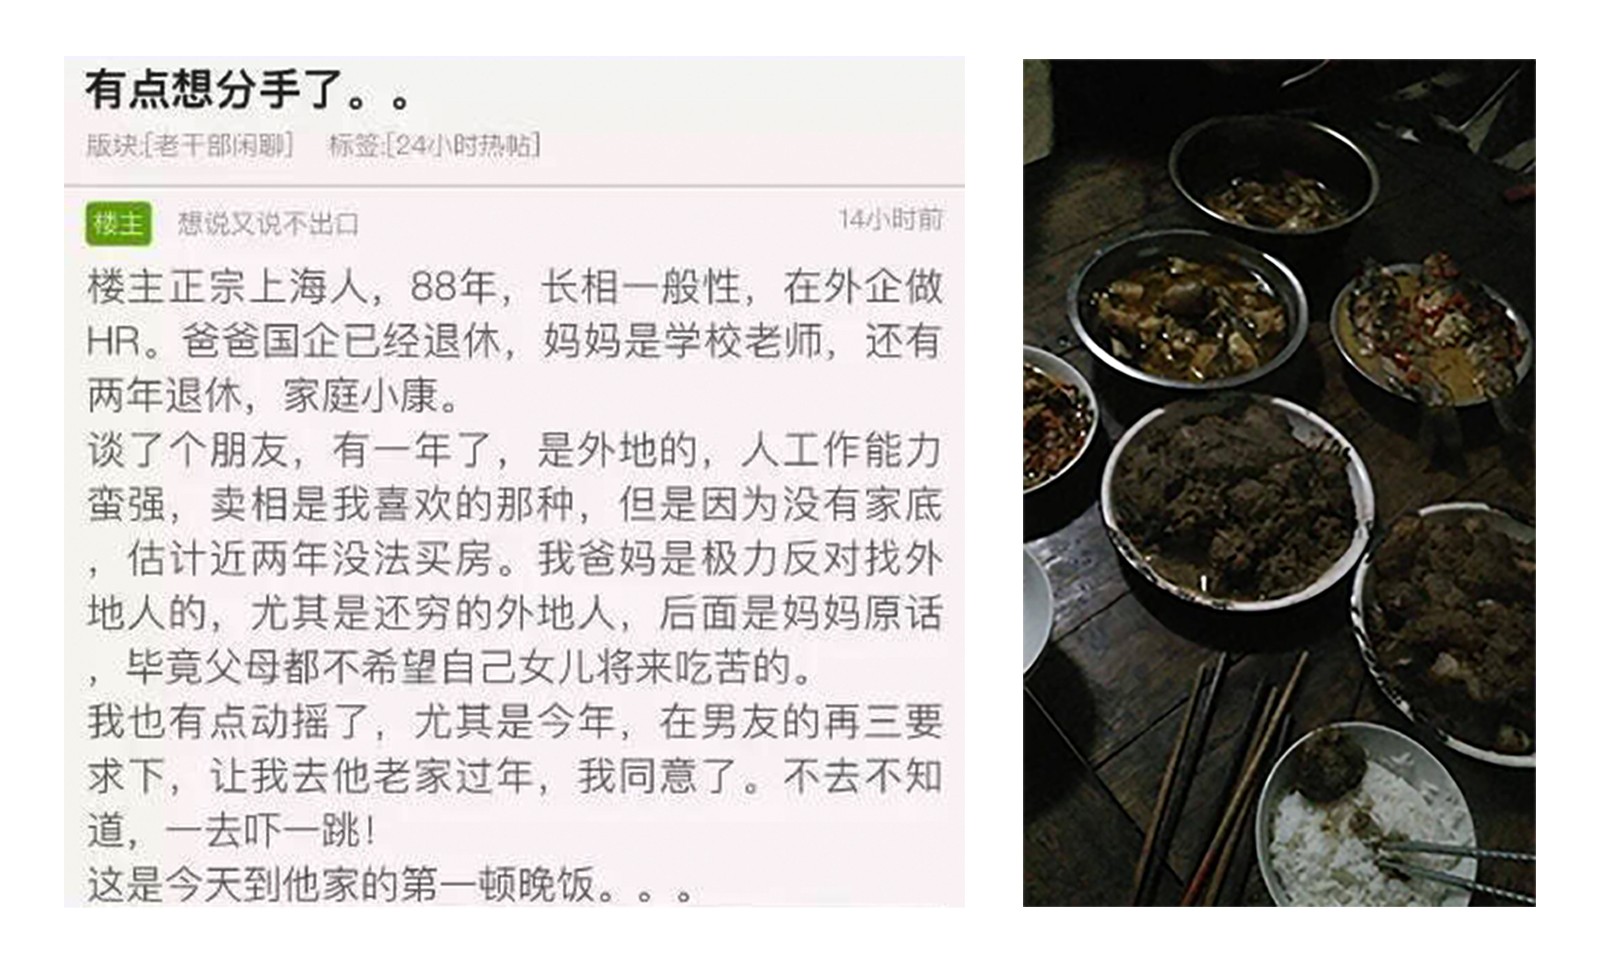 有点想分手了。。
版块:[老干部闲聊] 标签:[24小时热帖]
楼主 想说又说不出口 14小时前
楼主正宗上海人，88年，长相一般性，在外企做
HR。爸爸国企已经退休，妈妈是学校老师，还有
两年退休，家庭小康。
谈了个朋友，有一年了，是外地的，人工作能力
蛮强，卖相是我喜欢的那种，但是因为没有家底
，估计近两年没法买房。我爸妈是极力反对找外
地人的，尤其是还穷的外地人，后面是妈妈原话
，毕竟父母都不希望自己女儿将来吃苦的。
我也有点动摇了，尤其是今年，在男友的再三要
求下，让我去他老家过年，我同意了。不去不知
道，一去吓一跳！
这是今天到他家的第一顿晚饭。。。